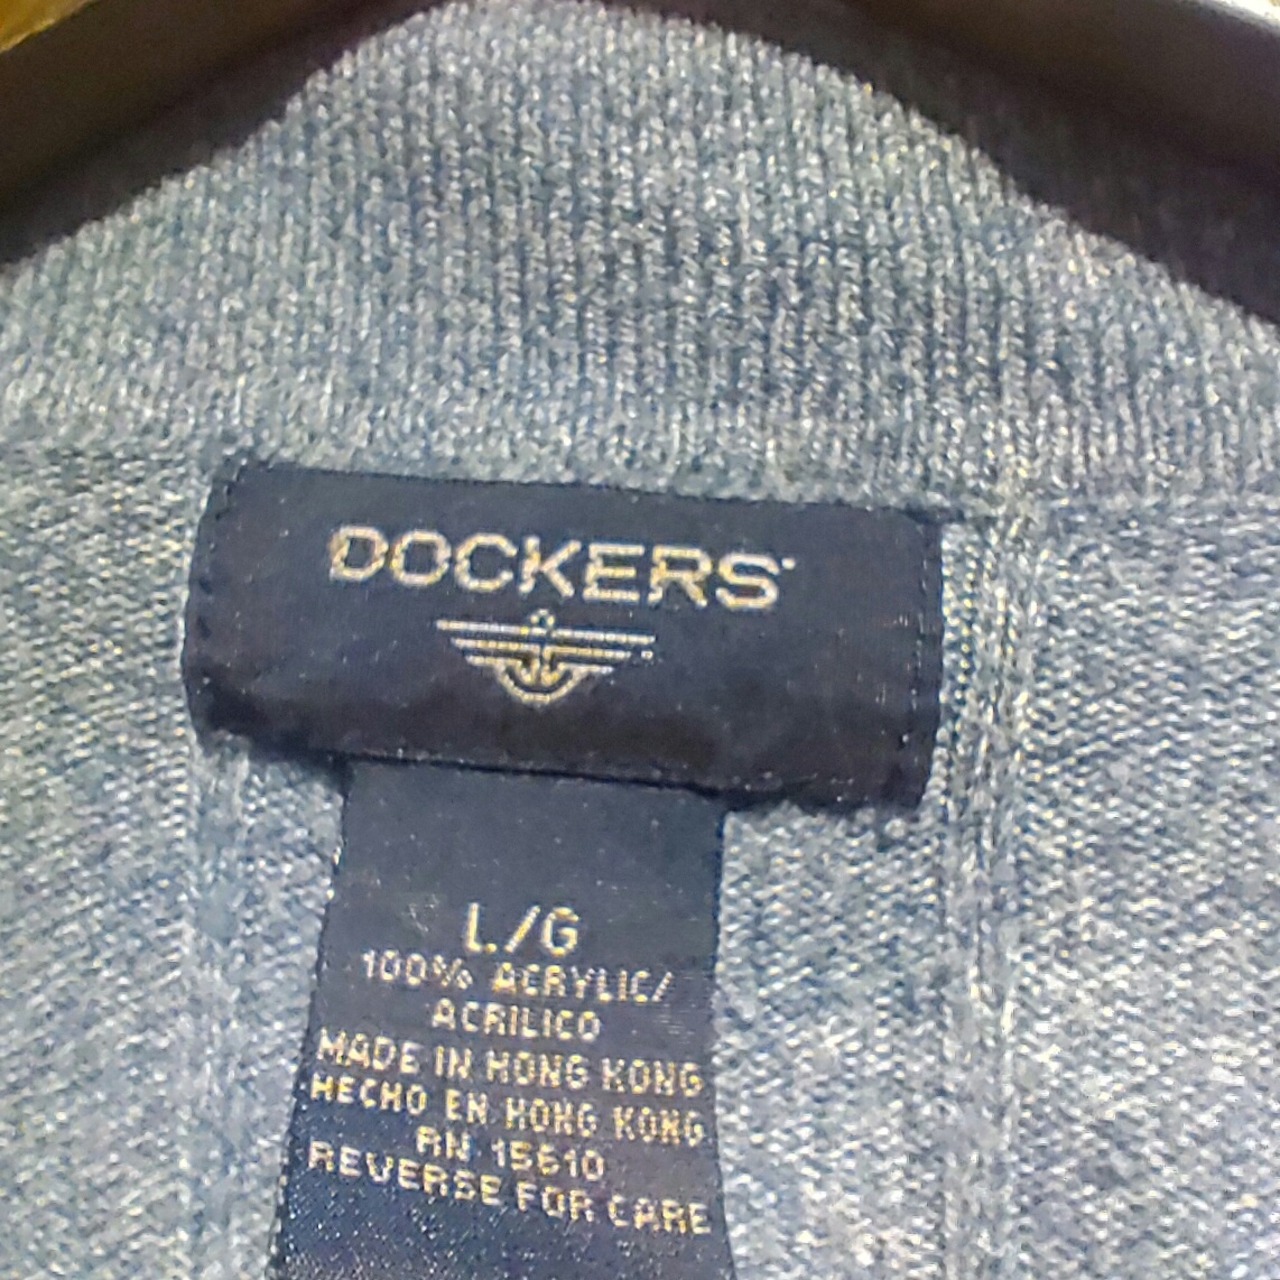 DOCKERS
L/G
100% ACRYLIC/
ACRILICO
MADE IN HONG KONG
HECHO EN HONG KONG
RN 15610
REVERSE FOR CARE